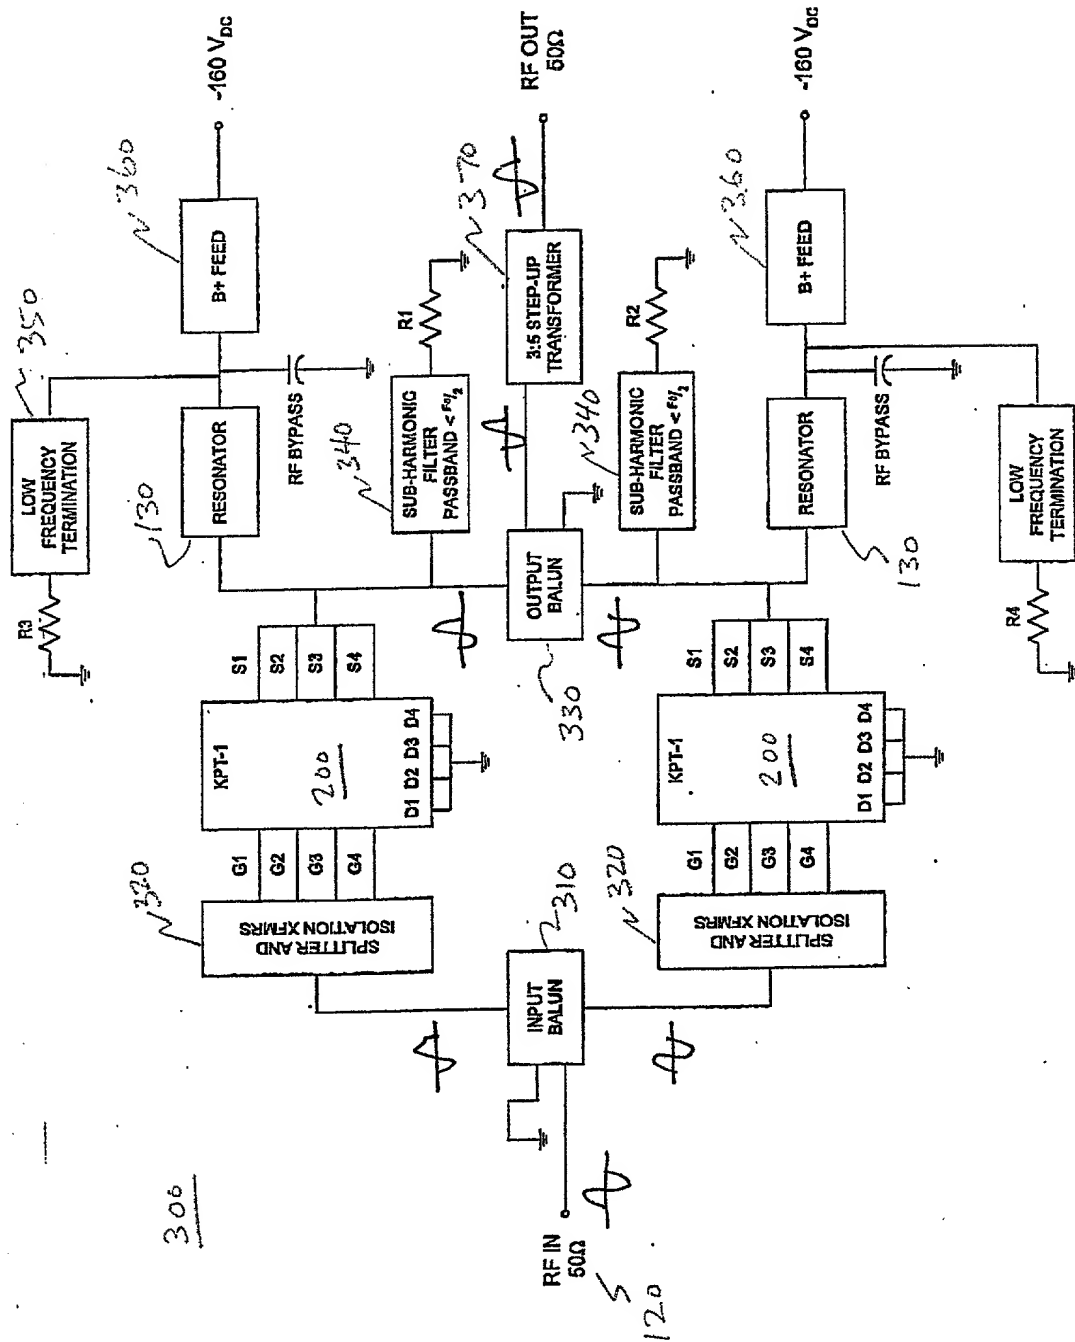 350
LOW
FREQUENCY
TERMINATION
R3
130
RESONATOR
360
B+ FEED
-160 VDC
RF BYPASS
320
SPLITTER AND
ISOLATION XFMRS
G1
G2
G3
G4
KPT-1
200
D1 D2 D3 D4
S1
S2
S3
S4
340
SUB-HARMONIC
FILTER
PASSBAND < Fo/2
R1
300
RF IN
50Ω
120
INPUT
BALUN
310
OUTPUT
BALUN
330
3:5 STEP-UP
TRANSFORMER
370
RF OUT
50Ω
340
SUB-HARMONIC
FILTER
PASSBAND < Fo/2
R2
320
SPLITTER AND
ISOLATION XFMRS
G1
G2
G3
G4
KPT-1
200
D1 D2 D3 D4
S1
S2
S3
S4
RESONATOR
130
RF BYPASS
B+ FEED
360
-160 VDC
R4
LOW
FREQUENCY
TERMINATION